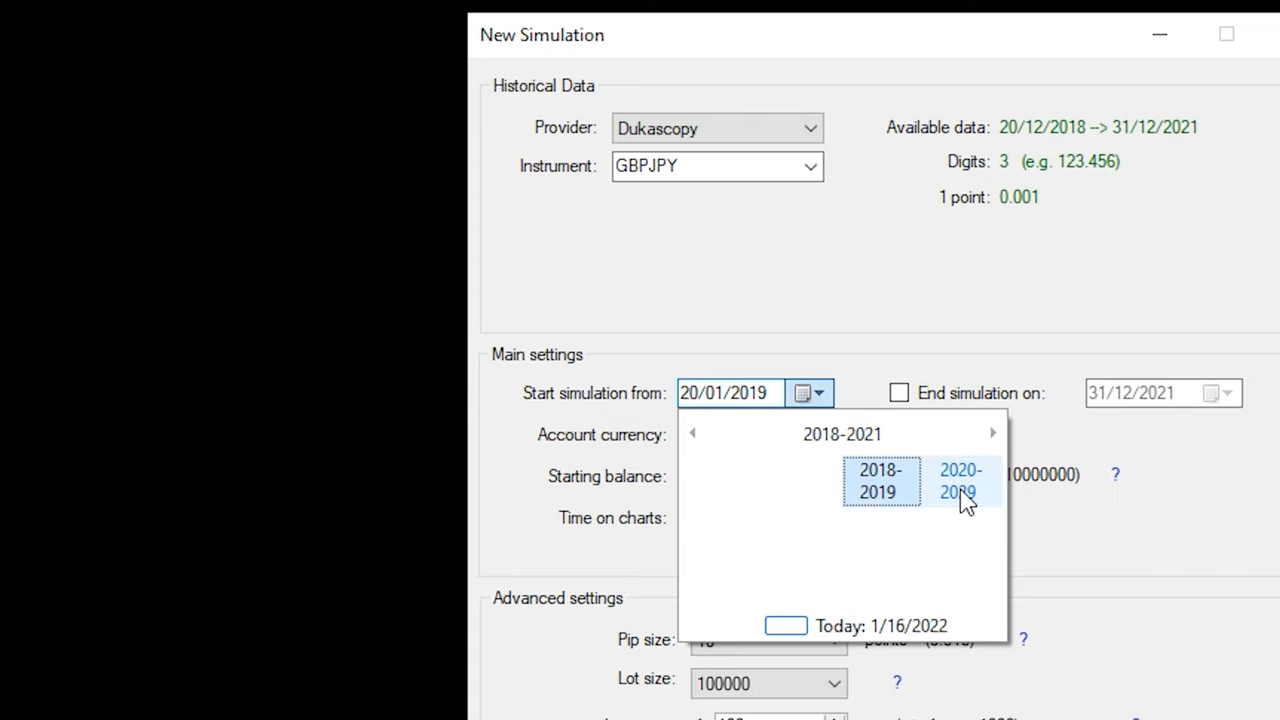 New Simulation
Historical Data
Provider: Dukascopy
Available data: 20/12/2018 --> 31/12/2021
Instrument: GBPJPY
Digits: 3 (e.g. 123.456)
1 point: 0.001
Main settings
Start simulation from: 20/01/2019
End simulation on: 31/12/2021
Account currency:
2018-2021
Starting balance:
2018-
2019
2020-
2029
10000000) ?
Time on charts:
Today: 1/16/2022
Advanced settings
Pip size:
?
Lot size: 100000
?